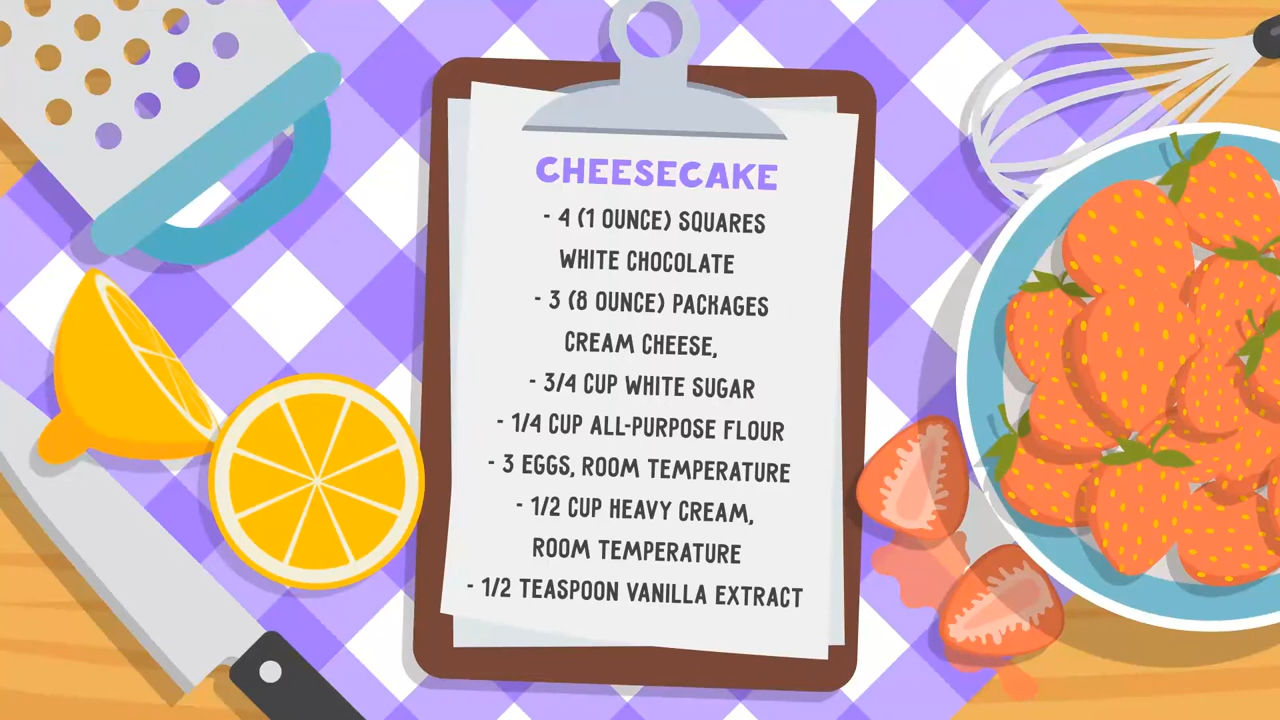 CHEESECAKE
- 4 (1 OUNCE) SQUARES
WHITE CHOCOLATE
- 3 (8 OUNCE) PACKAGES
CREAM CHEESE,
- 3/4 CUP WHITE SUGAR
- 1/4 CUP ALL-PURPOSE FLOUR
- 3 EGGS, ROOM TEMPERATURE
- 1/2 CUP HEAVY CREAM,
ROOM TEMPERATURE
- 1/2 TEASPOON VANILLA EXTRACT